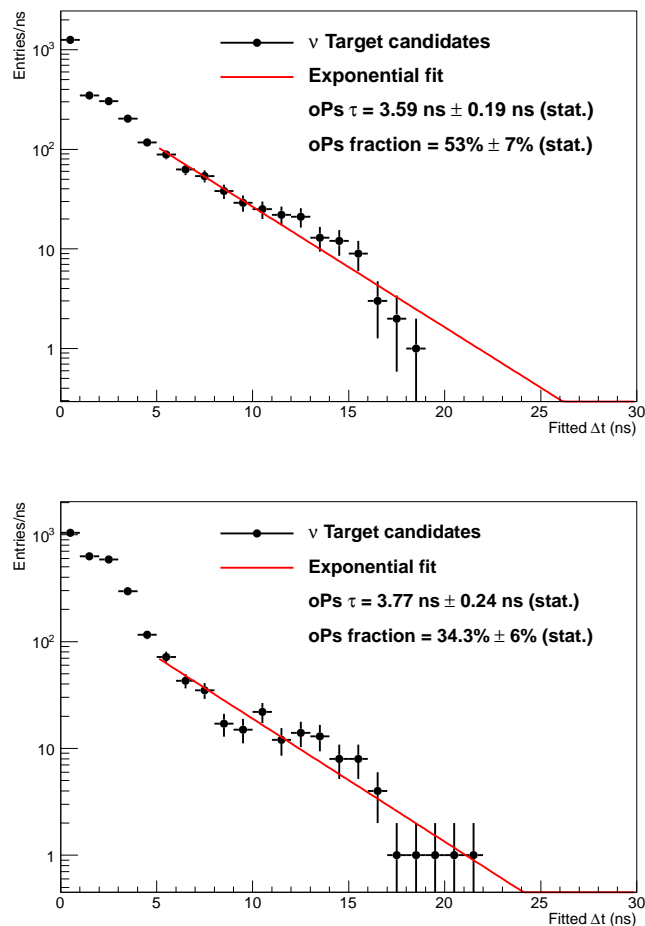 Entries/ns
10³
10²
10
1
ν Target candidates
Exponential fit
oPs τ = 3.59 ns ± 0.19 ns (stat.)
oPs fraction = 53% ± 7% (stat.)
0 5 10 15 20 25 30
Fitted Δt (ns)
Entries/ns
10³
10²
10
1
ν Target candidates
Exponential fit
oPs τ = 3.77 ns ± 0.24 ns (stat.)
oPs fraction = 34.3% ± 6% (stat.)
0 5 10 15 20 25 30
Fitted Δt (ns)